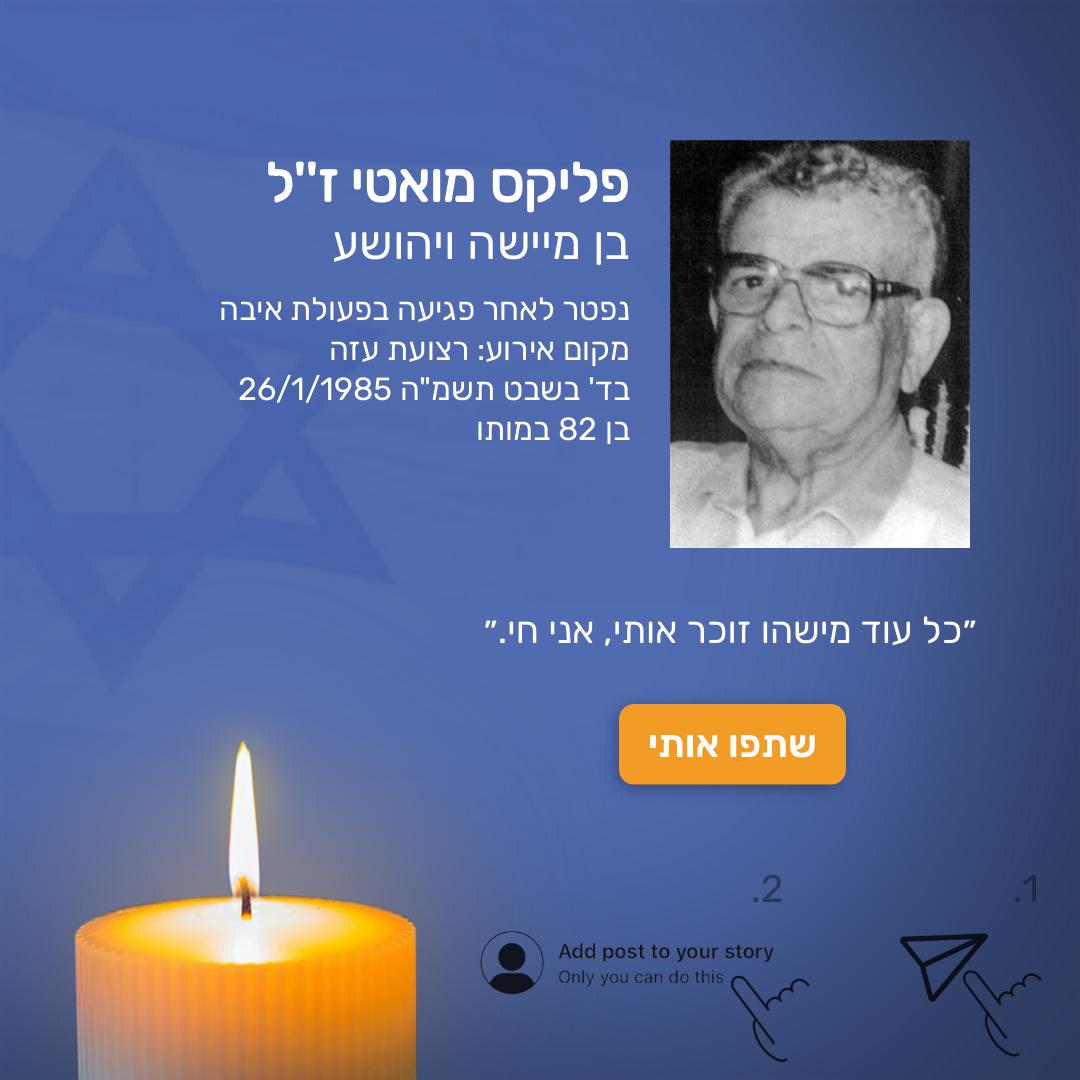 פליקס מואטי ז"ל
בן מיישה ויהושע
נפטר לאחר פגיעה בפעולת איבה
מקום אירוע: רצועת עזה
בד' בשבט תשמ"ה 26/1/1985
בן 82 במותו
״כל עוד מישהו זוכר אותי, אני חי.״
שתפו אותי
1.
2.
Add post to your story
Only you can do this